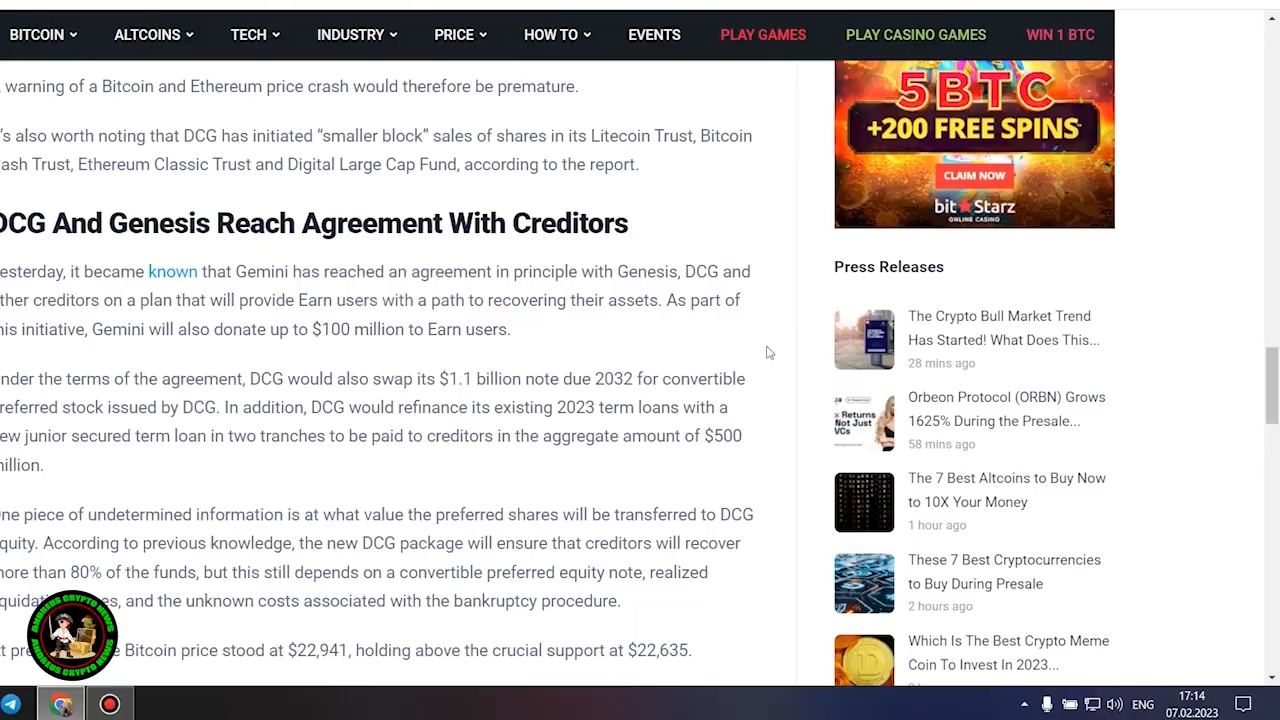 BITCOIN ALTCOINS TECH INDUSTRY PRICE HOW TO EVENTS PLAY GAMES PLAY CASINO GAMES WIN 1 BTC
warning of a Bitcoin and Ethereum price crash would therefore be premature.
's also worth noting that DCG has initiated “smaller block” sales of shares in its Litecoin Trust, Bitcoin
ash Trust, Ethereum Classic Trust and Digital Large Cap Fund, according to the report.
DCG And Genesis Reach Agreement With Creditors
esterday, it became known that Gemini has reached an agreement in principle with Genesis, DCG and
ther creditors on a plan that will provide Earn users with a path to recovering their assets. As part of
his initiative, Gemini will also donate up to $100 million to Earn users.
nder the terms of the agreement, DCG would also swap its $1.1 billion note due 2032 for convertible
referred stock issued by DCG. In addition, DCG would refinance its existing 2023 term loans with a
ew junior secured term loan in two tranches to be paid to creditors in the aggregate amount of $500
illion.
ne piece of undetermined information is at what value the preferred shares will be transferred to DCG
quity. According to previous knowledge, the new DCG package will ensure that creditors will recover
ore than 80% of the funds, but this still depends on a convertible preferred equity note, realized
and the unknown costs associated with the bankruptcy procedure.
Bitcoin price stood at $22,941, holding above the crucial support at $22,635.
5BTC
+200 FREE SPINS
CLAIM NOW
bitStarz
ONLINE CASINO
Press Releases
The Crypto Bull Market Trend
Has Started! What Does This...
28 mins ago
Orbeon Protocol (ORBN) Grows
1625% During the Presale...
58 mins ago
The 7 Best Altcoins to Buy Now
to 10X Your Money
1 hour ago
These 7 Best Cryptocurrencies
to Buy During Presale
2 hours ago
Which Is The Best Crypto Meme
Coin To Invest In 2023...
Returns
Not Just
VCs
ANDREUS CRYPTO NEWS
ANDREUS CRYPTO NEWS
ENG
17:14
07.02.2023